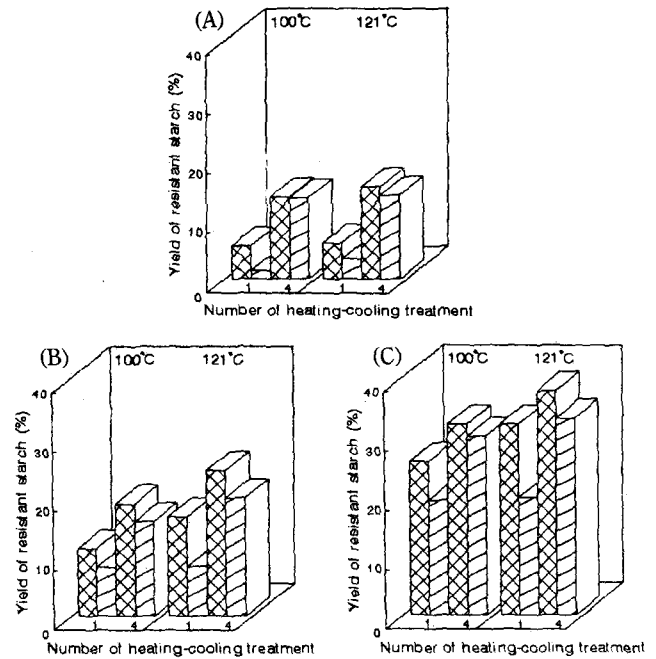 (A)
100°C 121°C
40
30
20
10
0
Yield of resistant starch (%)
1 4 1 4
Number of heating-cooling treatment
(B)
100°C 121°C
40
30
20
10
0
Yield of resistant starch (%)
1 4 1 4
Number of heating-cooling treatment
(C)
100°C 121°C
40
30
20
10
0
Yield of resistant starch (%)
1 4 1 4
Number of heating-cooling treatment